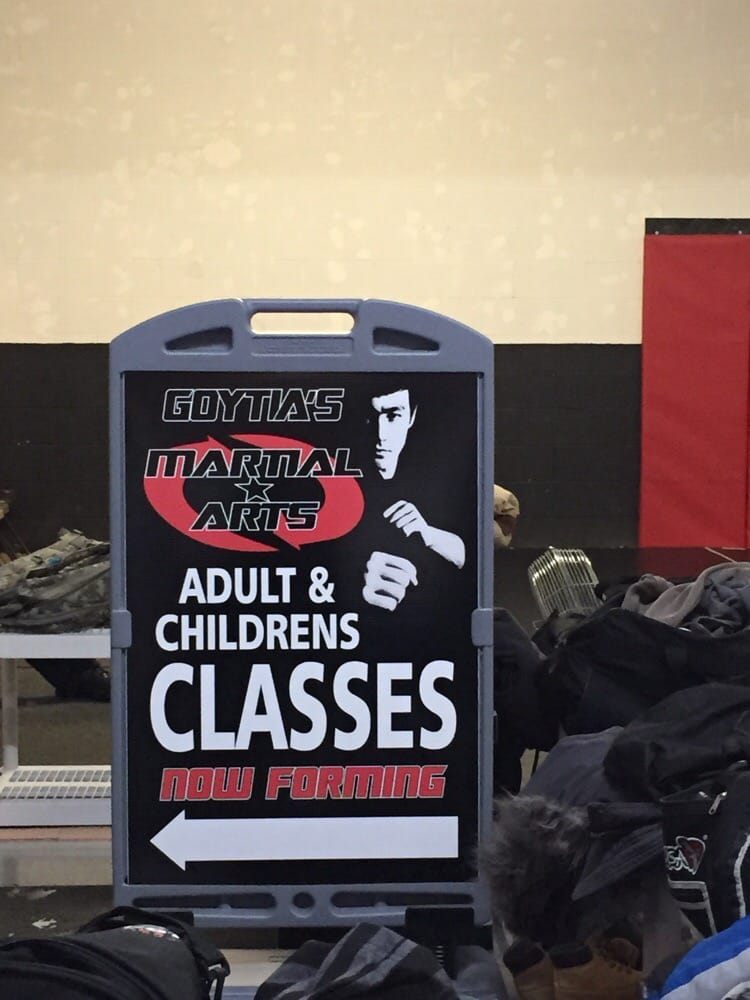 GOYTIA'S
MARTIAL
ARTS
ADULT &
CHILDRENS
CLASSES
NOW FORMING